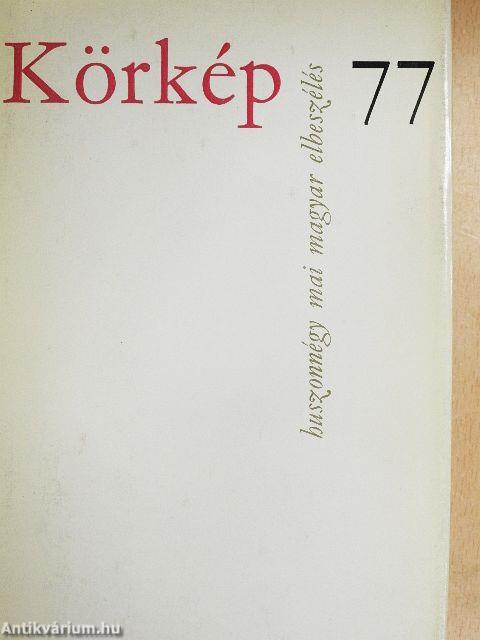 Körkép 77
huszonnégy mai magyar elbeszélés
Antikvárium.hu